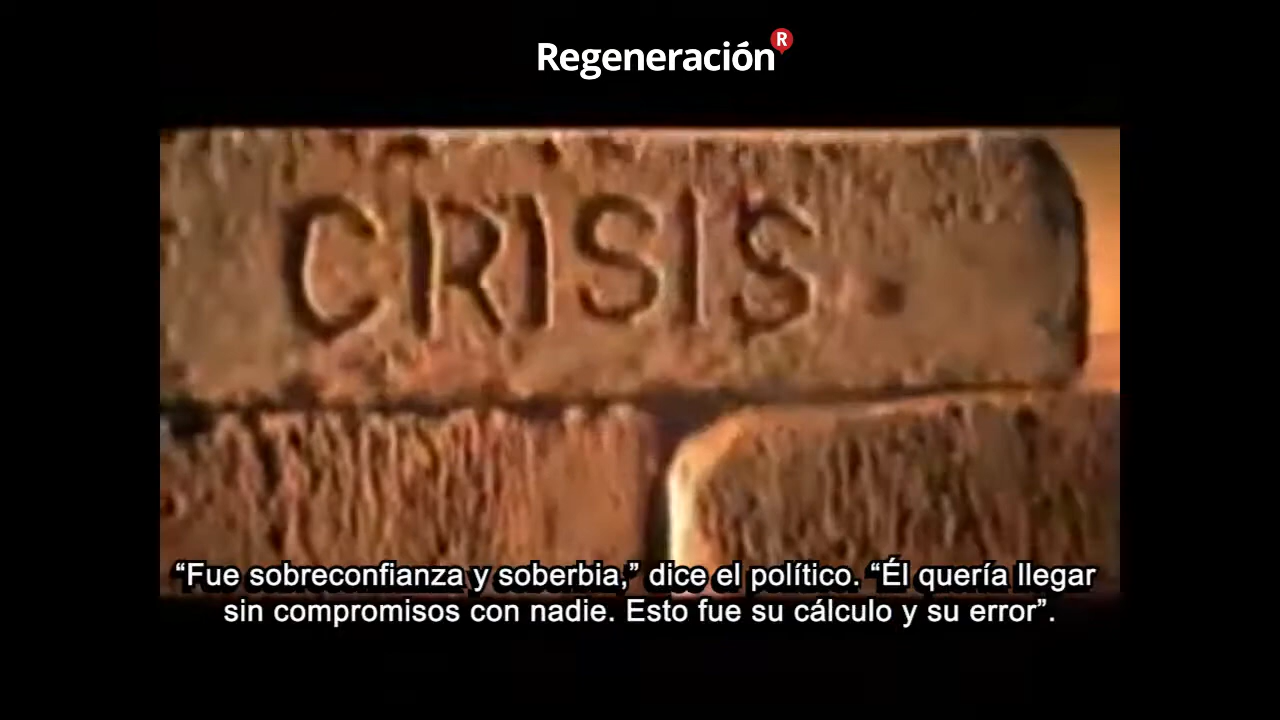 Regeneración
R
CRISIS
“Fue sobreconfianza y soberbia,” dice el político. “Él quería llegar
sin compromisos con nadie. Esto fue su cálculo y su error”.